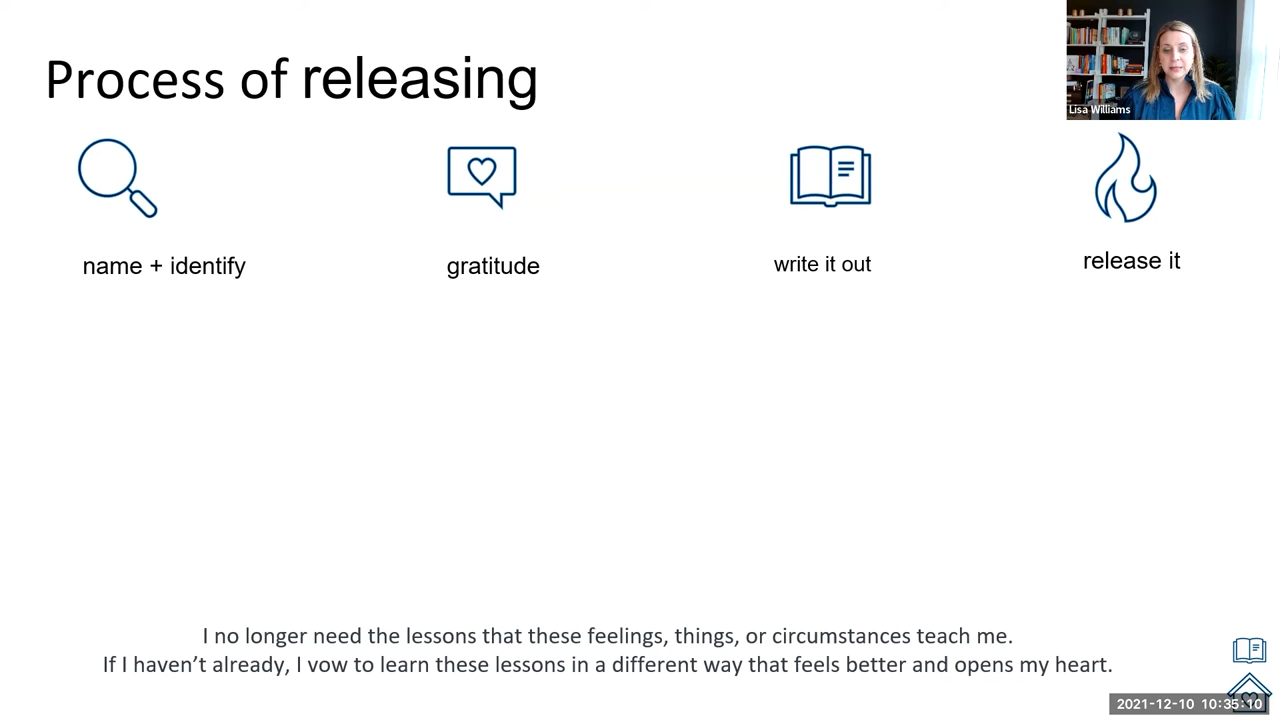 Process of releasing
Lisa Williams
name + identify
gratitude
write it out
release it
I no longer need the lessons that these feelings, things, or circumstances teach me.
If I haven’t already, I vow to learn these lessons in a different way that feels better and opens my heart.
2021-12-10 10:35:10